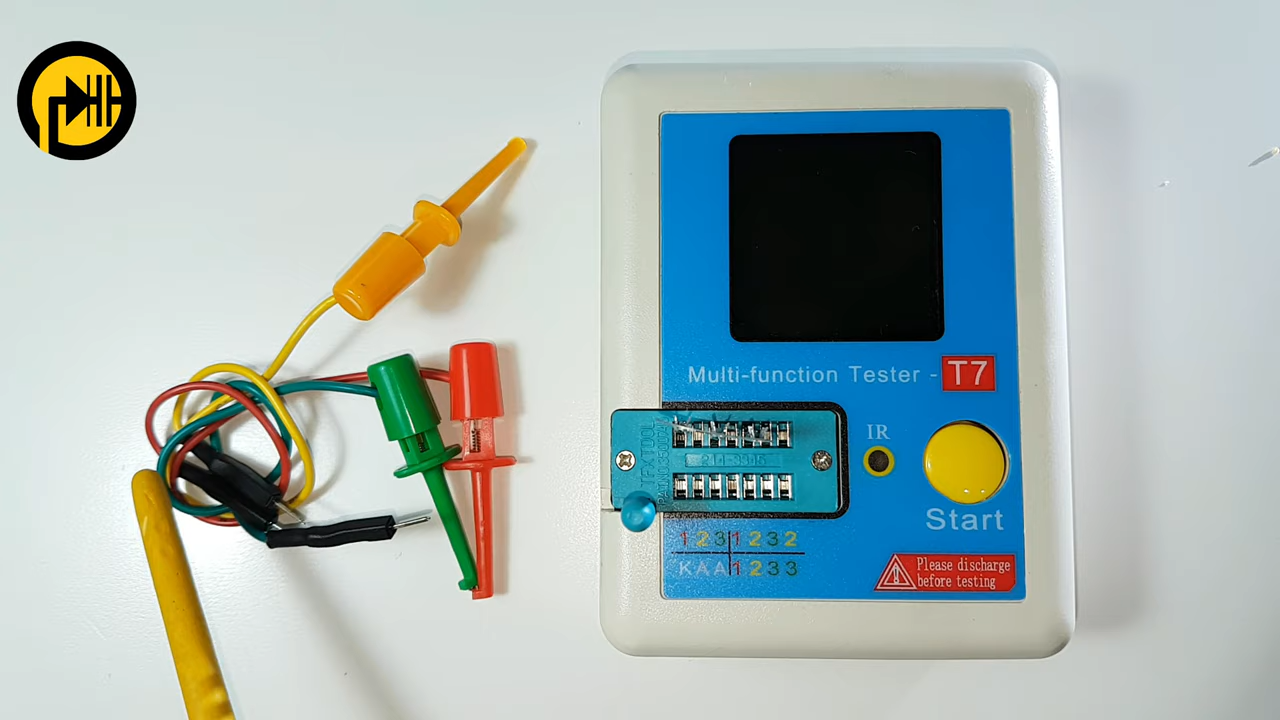 Multi-function Tester - T7
IR
Start
1 2 3 1 2 3 2
K A A 1 2 3 3
Please discharge
before testing